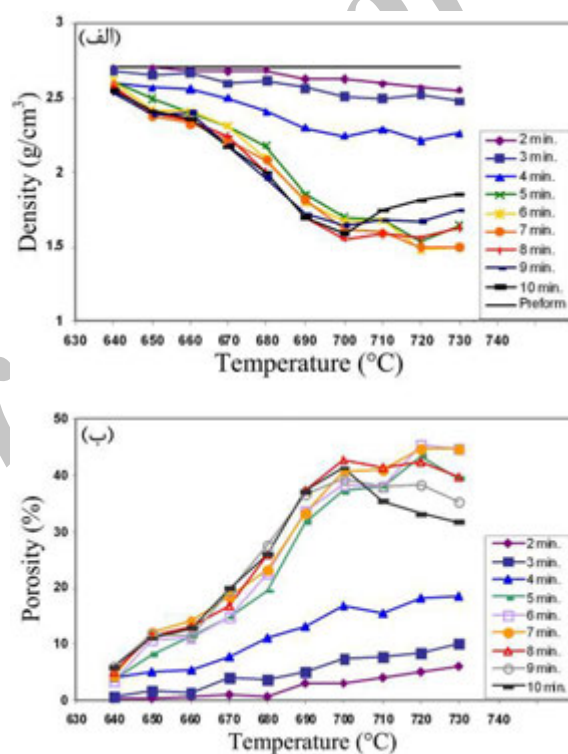 (الف)
Density (g/cm³)
3
2.5
2
1.5
1
630 640 650 660 670 680 690 700 710 720 730 740
Temperature (°C)
2 min.
3 min.
4 min.
5 min.
6 min.
7 min.
8 min.
9 min.
10 min.
Preform
(ب)
Porosity (%)
50
40
30
20
10
0
630 640 650 660 670 680 690 700 710 720 730 740
Temperature (°C)
2 min.
3 min.
4 min.
5 min.
6 min.
7 min.
8 min.
9 min.
10 min.